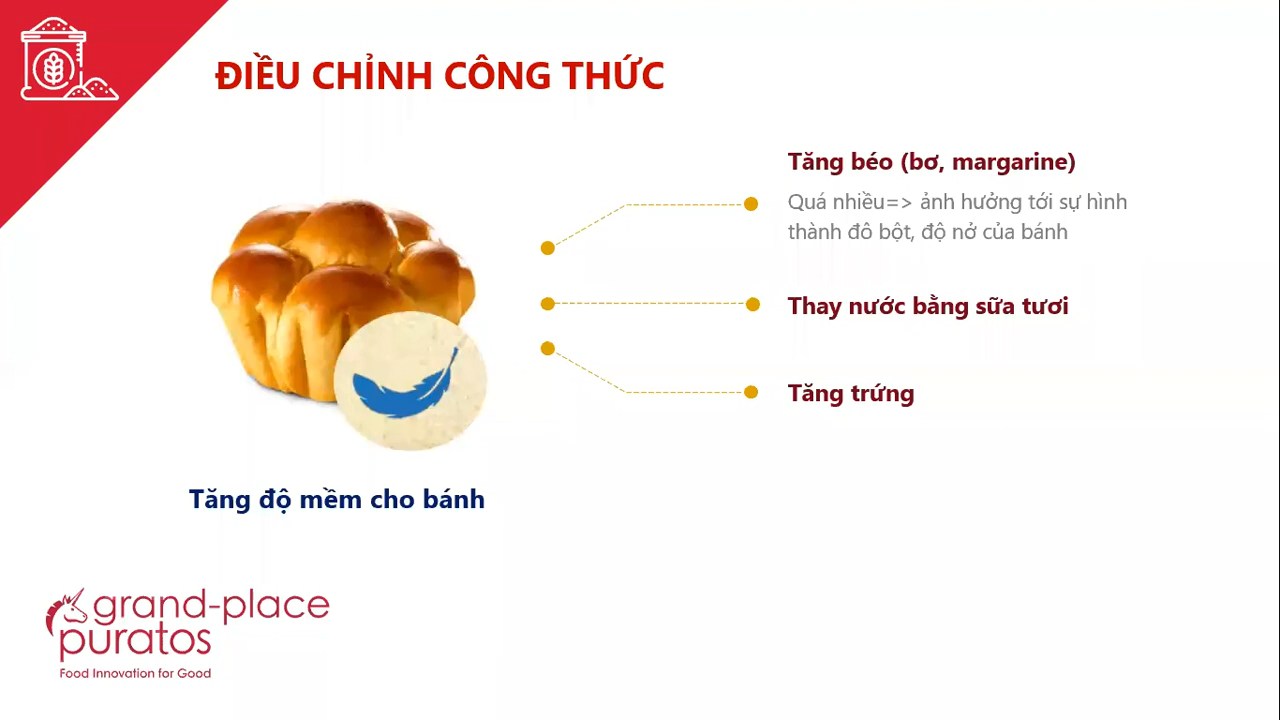 ĐIỀU CHỈNH CÔNG THỨC
Tăng béo (bơ, margarine)
Quá nhiều=> ảnh hưởng tới sự hình
thành đô bột, độ nở của bánh
Thay nước bằng sữa tươi
Tăng trứng
Tăng độ mềm cho bánh
grand-place
puratos
Food Innovation for Good